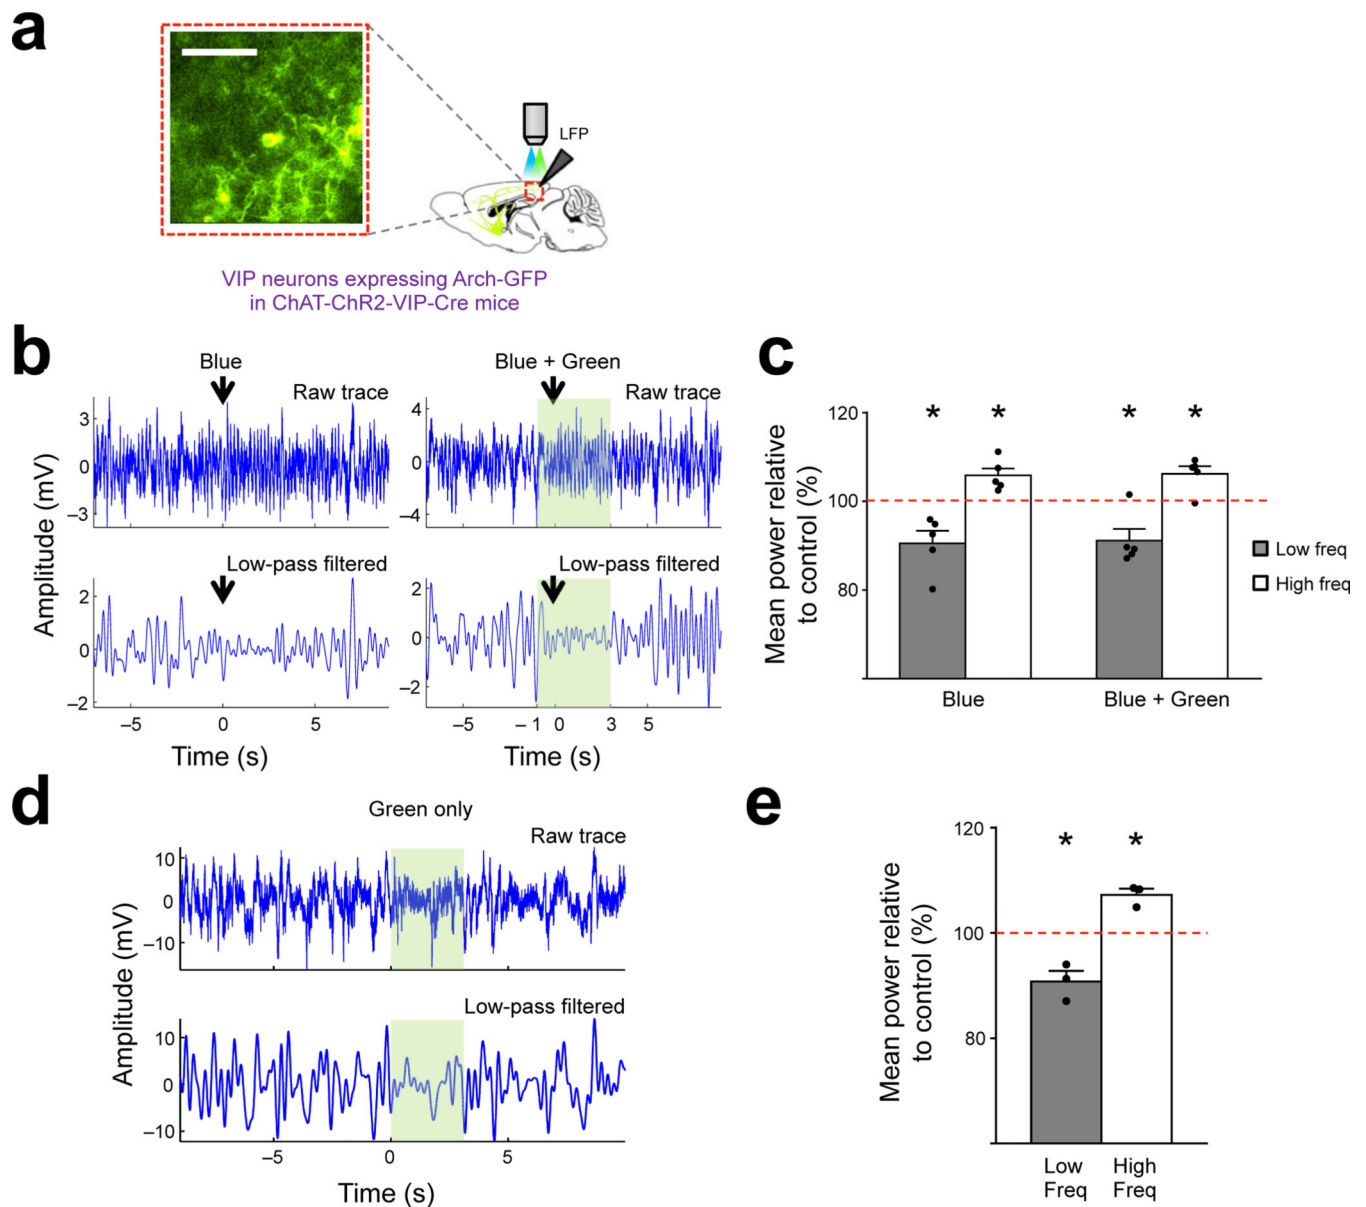 a
LFP
VIP neurons expressing Arch-GFP
in ChAT-ChR2-VIP-Cre mice
b
Blue
Raw trace
3
0
−3
Low-pass filtered
2
0
−2
−5
0
5
Time (s)
Amplitude (mV)
Blue + Green
Raw trace
4
0
−4
Low-pass filtered
2
0
−2
−5
−1
0
3
5
Time (s)
c
120
100
80
Mean power relative
to control (%)
* * * *
Blue
Blue + Green
Low freq
High freq
d
Green only
Raw trace
10
0
−10
Low-pass filtered
10
0
−10
−5
0
5
Time (s)
Amplitude (mV)
e
120
100
80
Mean power relative
to control (%)
* *
Low
Freq
High
Freq